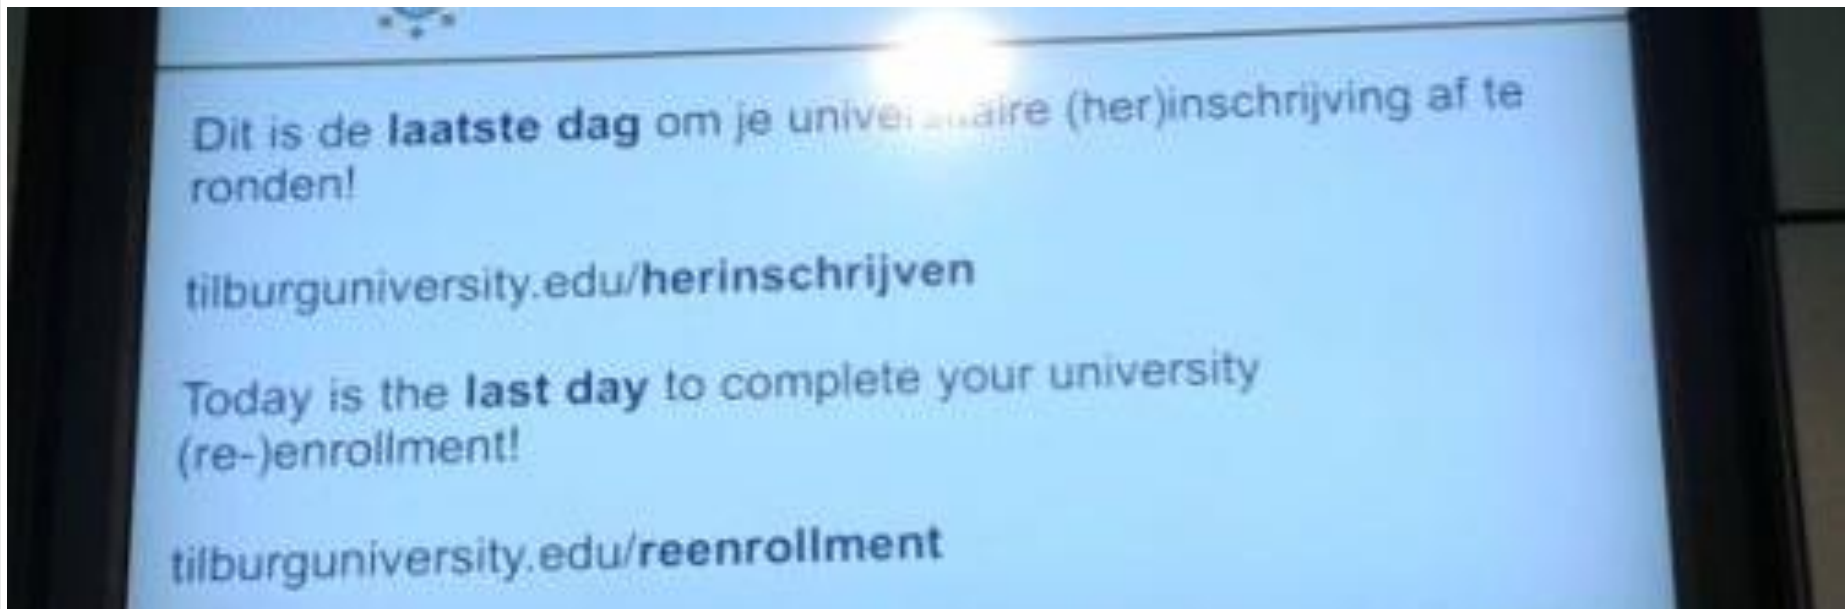 Dit is de laatste dag om je (her)inschrijving af te
ronden!
tilburguniversity.edu/herinschrijven
Today is the last day to complete your university
(re-)enrollment!
tilburguniversity.edu/reenrollment